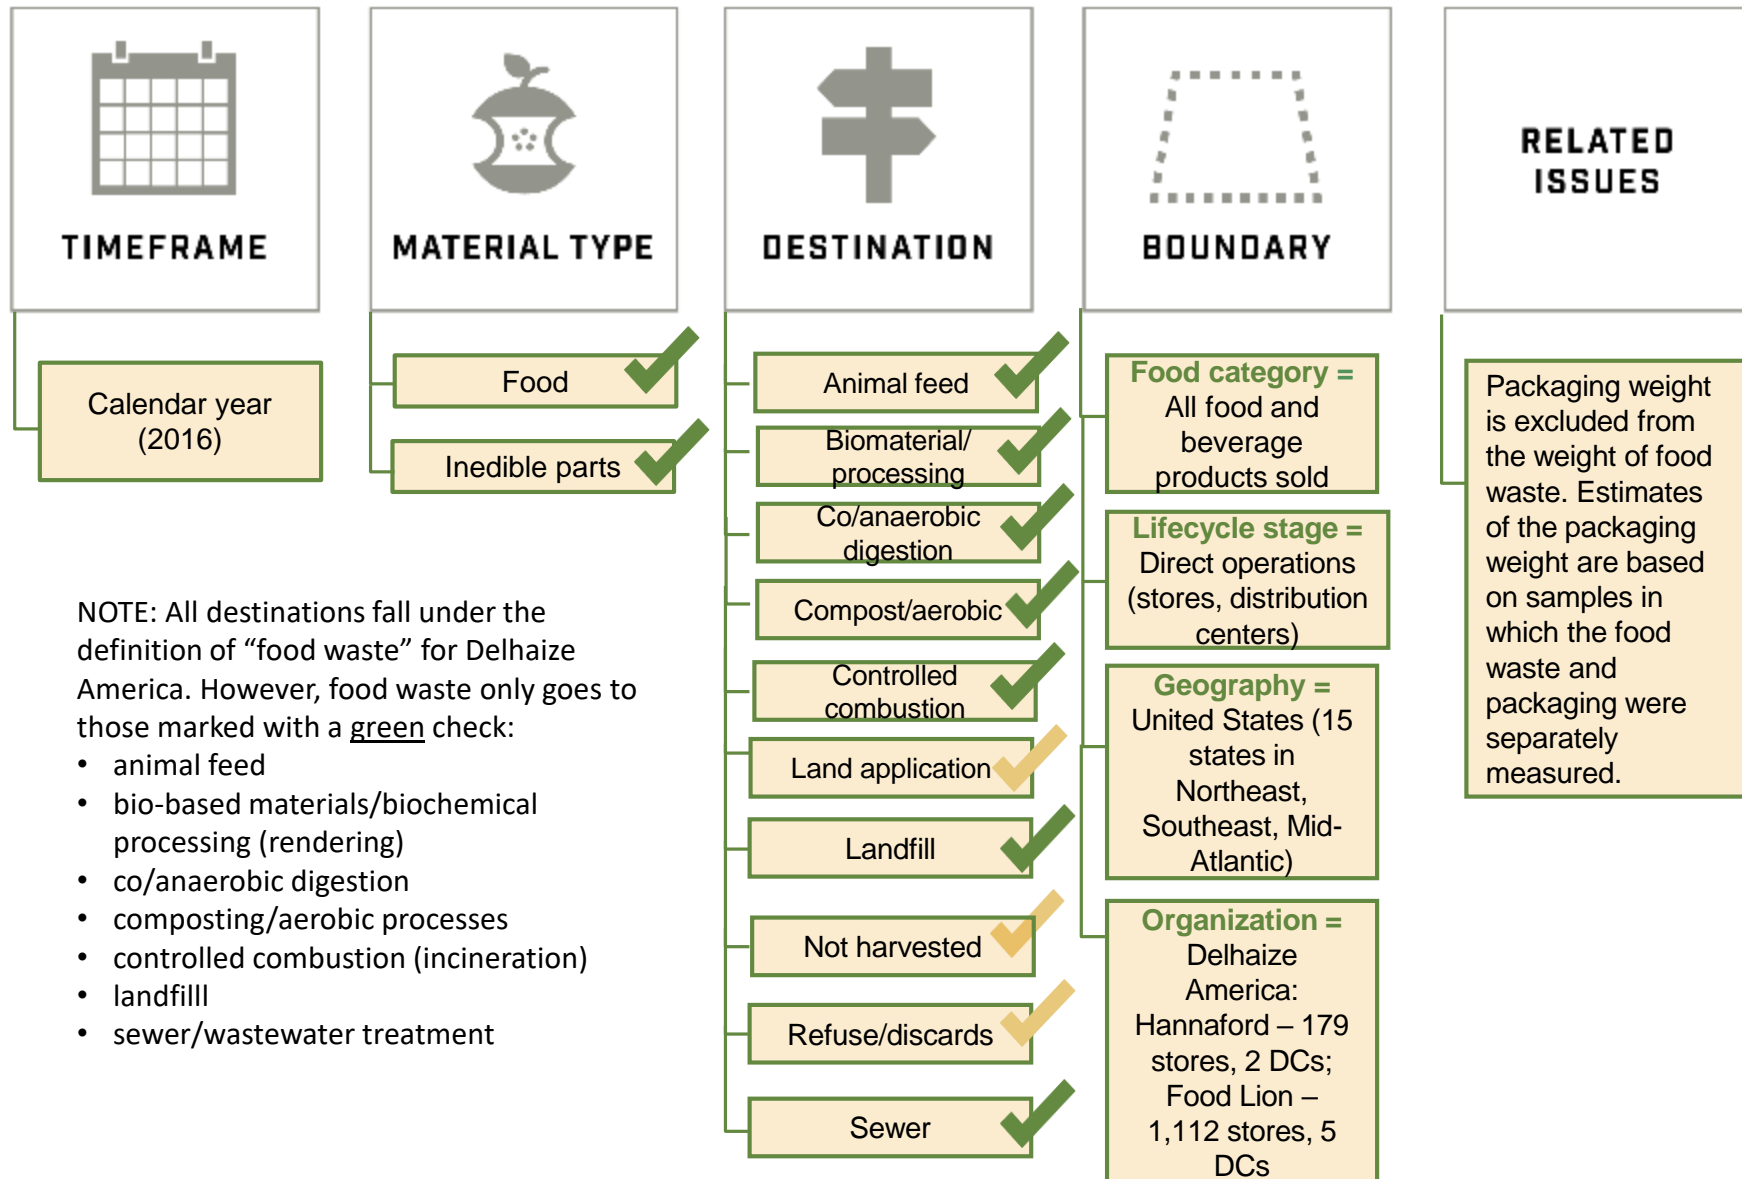 TIMEFRAME
MATERIAL TYPE
DESTINATION
BOUNDARY
RELATED
ISSUES
Calendar year
(2016)
Food
Inedible parts
NOTE: All destinations fall under the
definition of “food waste” for Delhaize
America. However, food waste only goes to
those marked with a green check:
• animal feed
• bio-based materials/biochemical
processing (rendering)
• co/anaerobic digestion
• composting/aerobic processes
• controlled combustion (incineration)
• landfilll
• sewer/wastewater treatment
Animal feed
Biomaterial/
processing
Co/anaerobic
digestion
Compost/aerobic
Controlled
combustion
Land application
Landfill
Not harvested
Refuse/discards
Sewer
Food category =
All food and
beverage
products sold
Lifecycle stage =
Direct operations
(stores, distribution
centers)
Geography =
United States (15
states in
Northeast,
Southeast, Mid-
Atlantic)
Organization =
Delhaize
America:
Hannaford – 179
stores, 2 DCs;
Food Lion –
1,112 stores, 5
DCs
Packaging weight
is excluded from
the weight of food
waste. Estimates
of the packaging
weight are based
on samples in
which the food
waste and
packaging were
separately
measured.